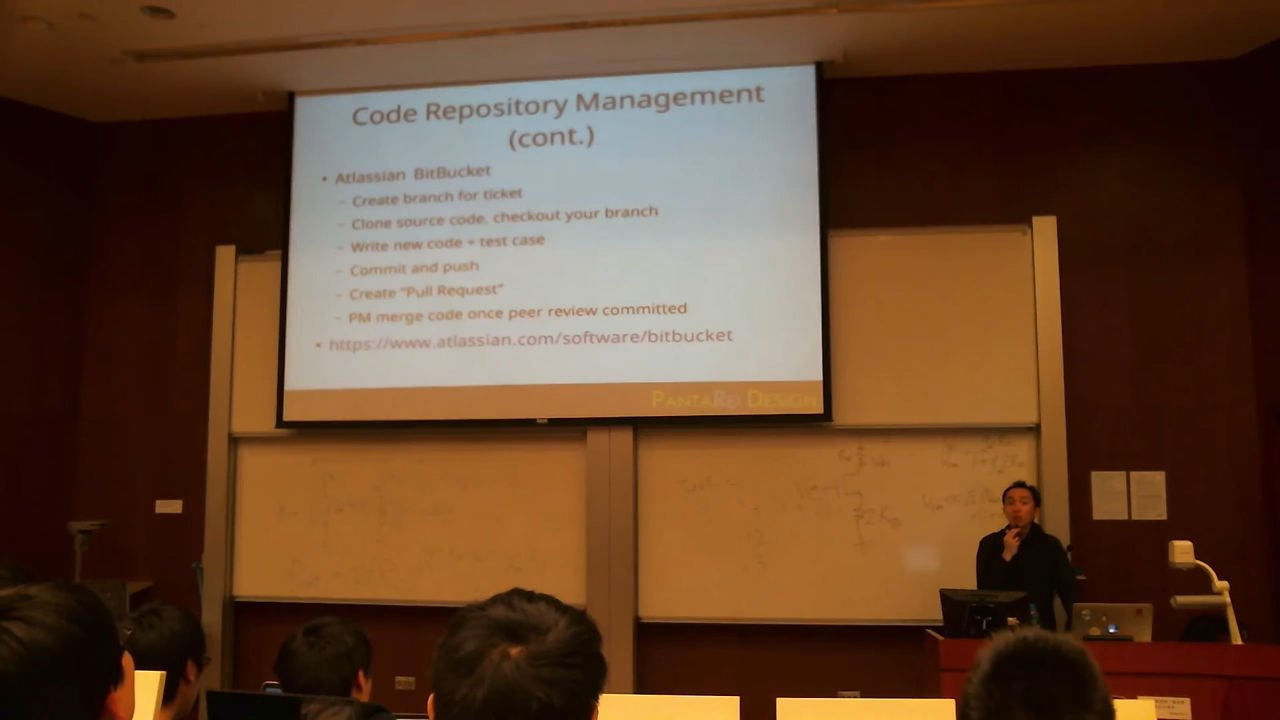 Code Repository Management
(cont.)
• Atlassian BitBucket
– Create branch for ticket
– Clone source code, checkout your branch
– Write new code + test case
– Commit and push
– Create "Pull Request"
– PM merge code once peer review committed
• https://www.atlassian.com/software/bitbucket
PANTAREI DESIGN